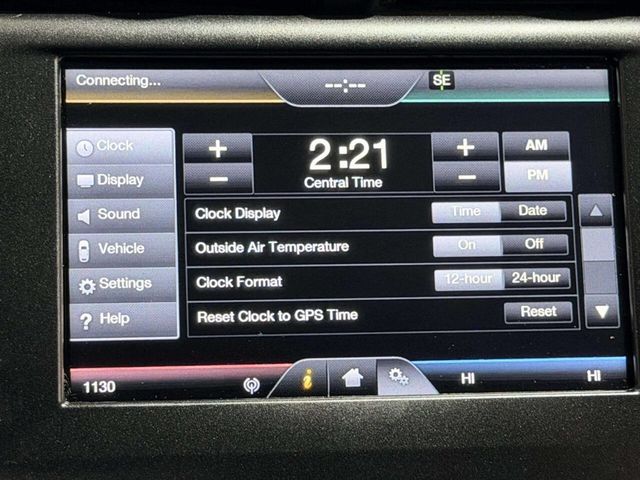 Connecting...
--:--
SE
Clock
Display
Sound
Vehicle
Settings
? Help
+
−
2:21
Central Time
+
−
AM
PM
Clock Display
Time
Date
Outside Air Temperature
On
Off
Clock Format
12-hour
24-hour
Reset Clock to GPS Time
Reset
1130
i
HI
HI